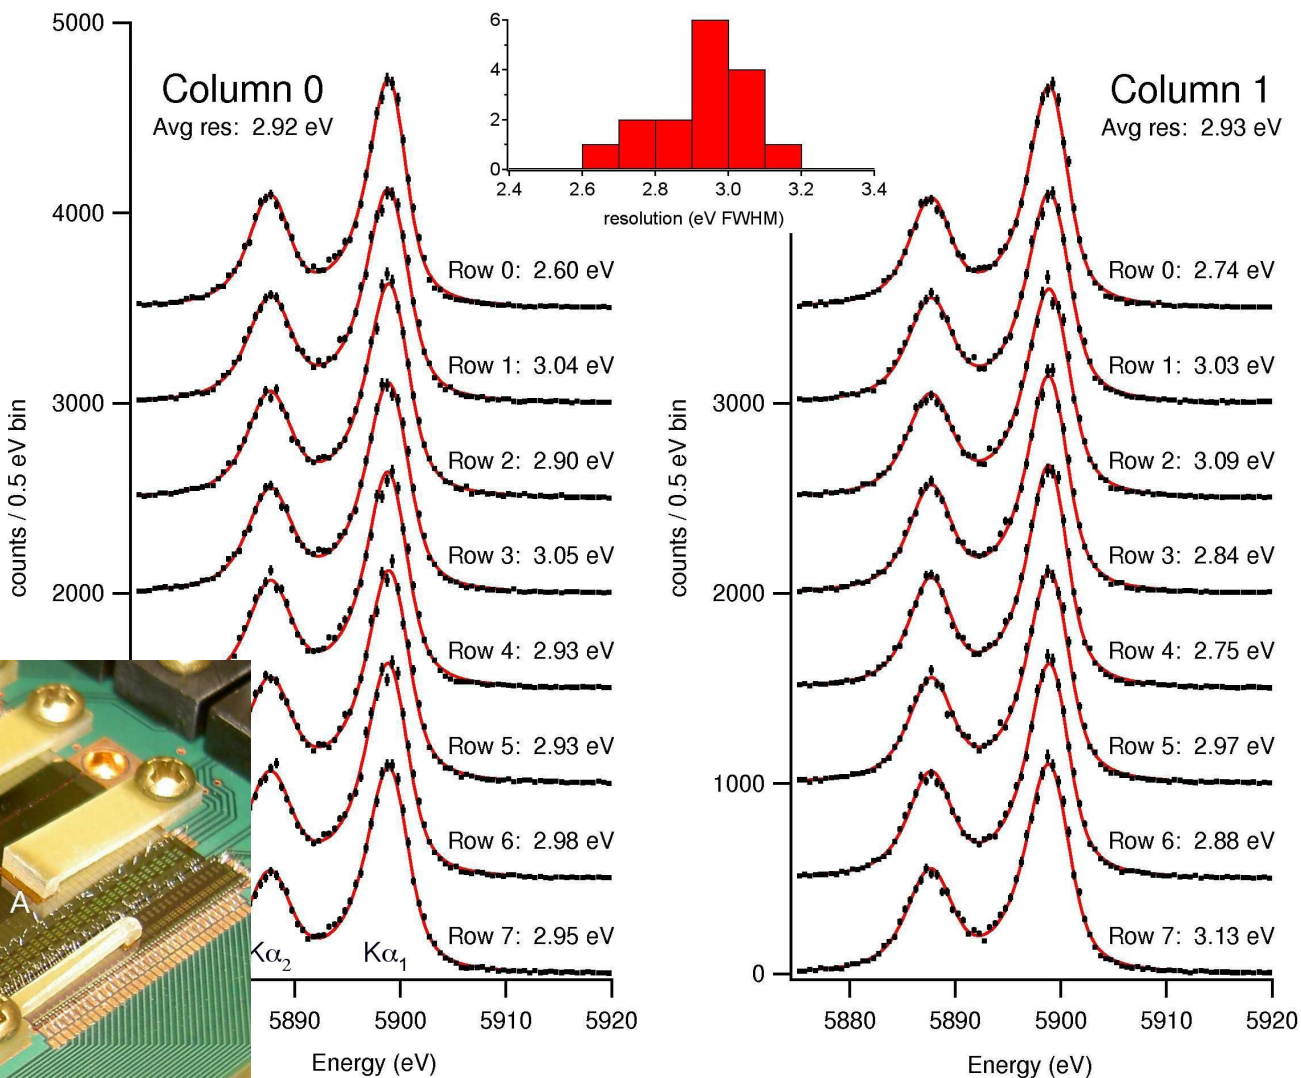 5000
4000
3000
2000
counts / 0.5 eV bin
Column 0
Avg res: 2.92 eV
Row 0: 2.60 eV
Row 1: 3.04 eV
Row 2: 2.90 eV
Row 3: 3.05 eV
Row 4: 2.93 eV
Row 5: 2.93 eV
Row 6: 2.98 eV
Row 7: 2.95 eV
Kα₂
Kα₁
A
5890 5900 5910 5920
Energy (eV)
6
4
2
0
2.4 2.6 2.8 3.0 3.2 3.4
resolution (eV FWHM)
Column 1
Avg res: 2.93 eV
3000
2000
1000
0
counts / 0.5 eV bin
Row 0: 2.74 eV
Row 1: 3.03 eV
Row 2: 3.09 eV
Row 3: 2.84 eV
Row 4: 2.75 eV
Row 5: 2.97 eV
Row 6: 2.88 eV
Row 7: 3.13 eV
5880 5890 5900 5910 5920
Energy (eV)